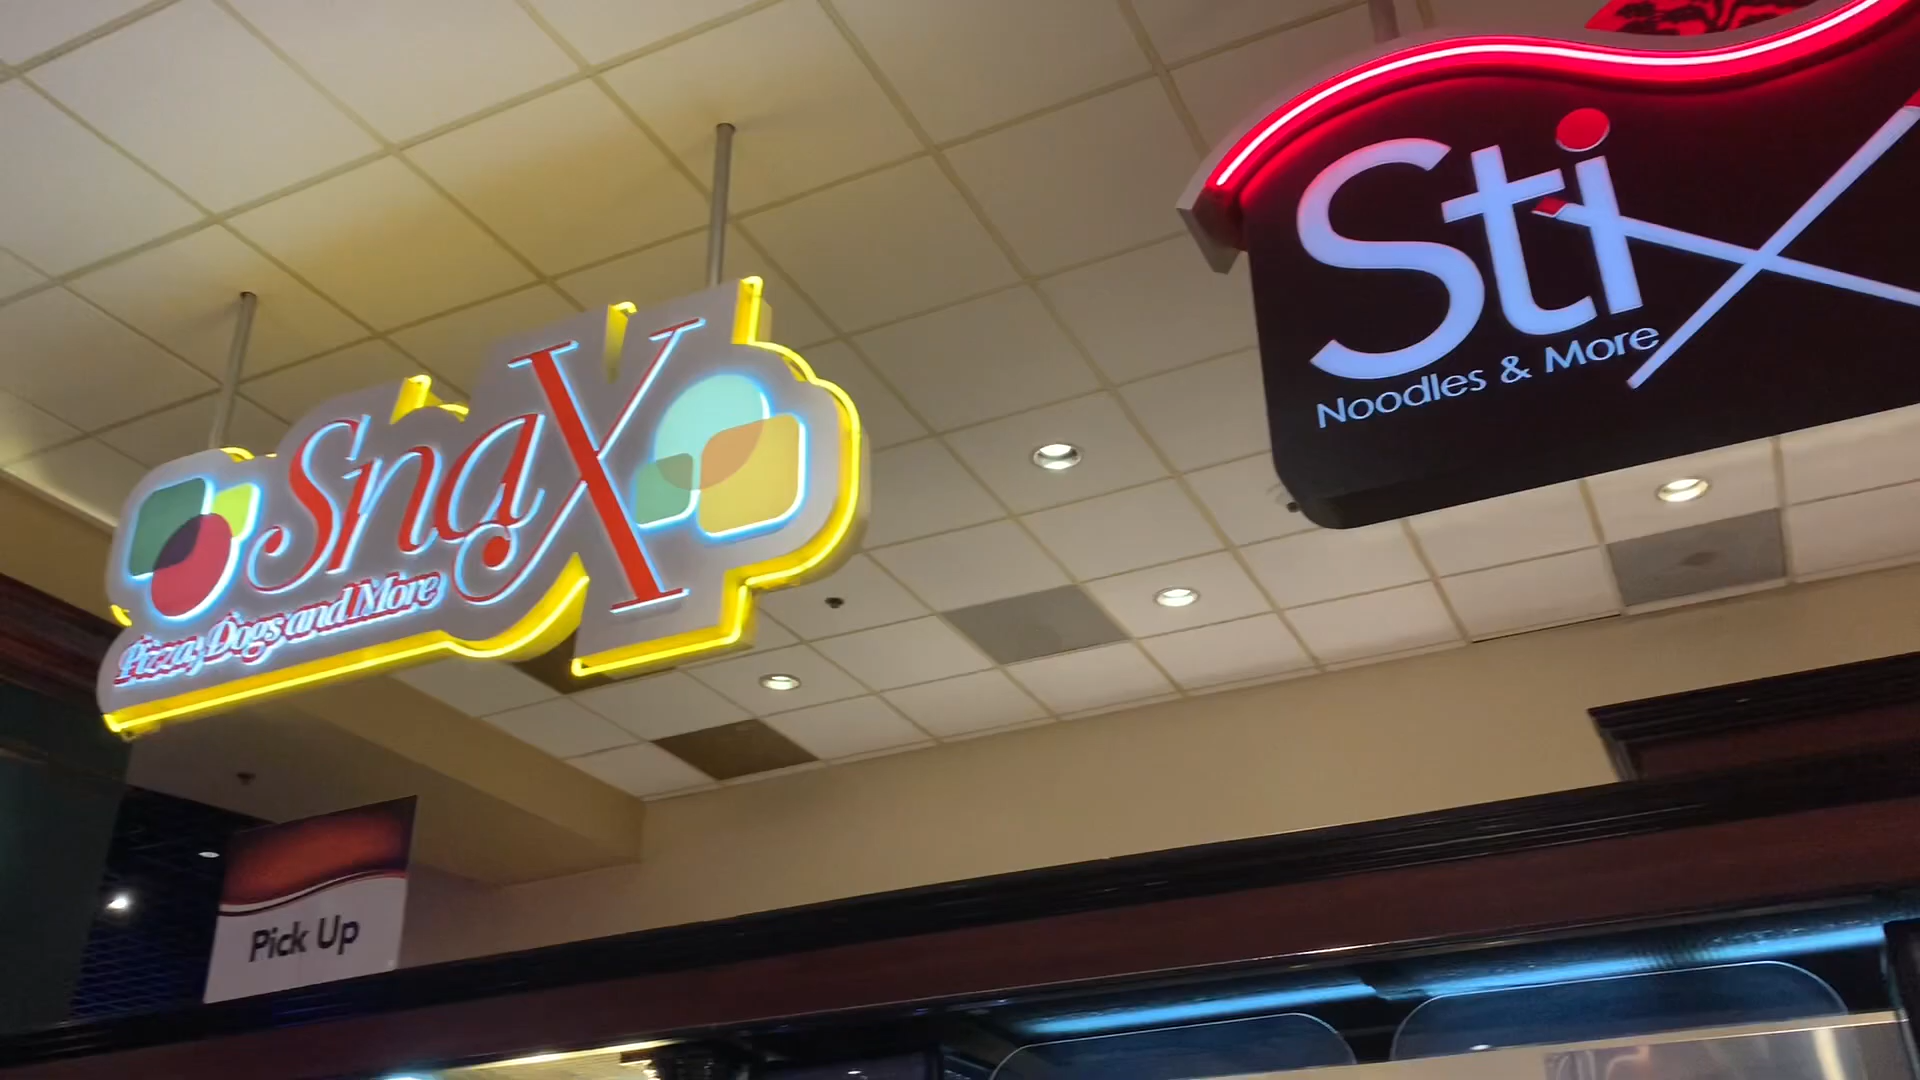 SnaX
Pizza, Dogs and More
StiX
Noodles & More
Pick Up